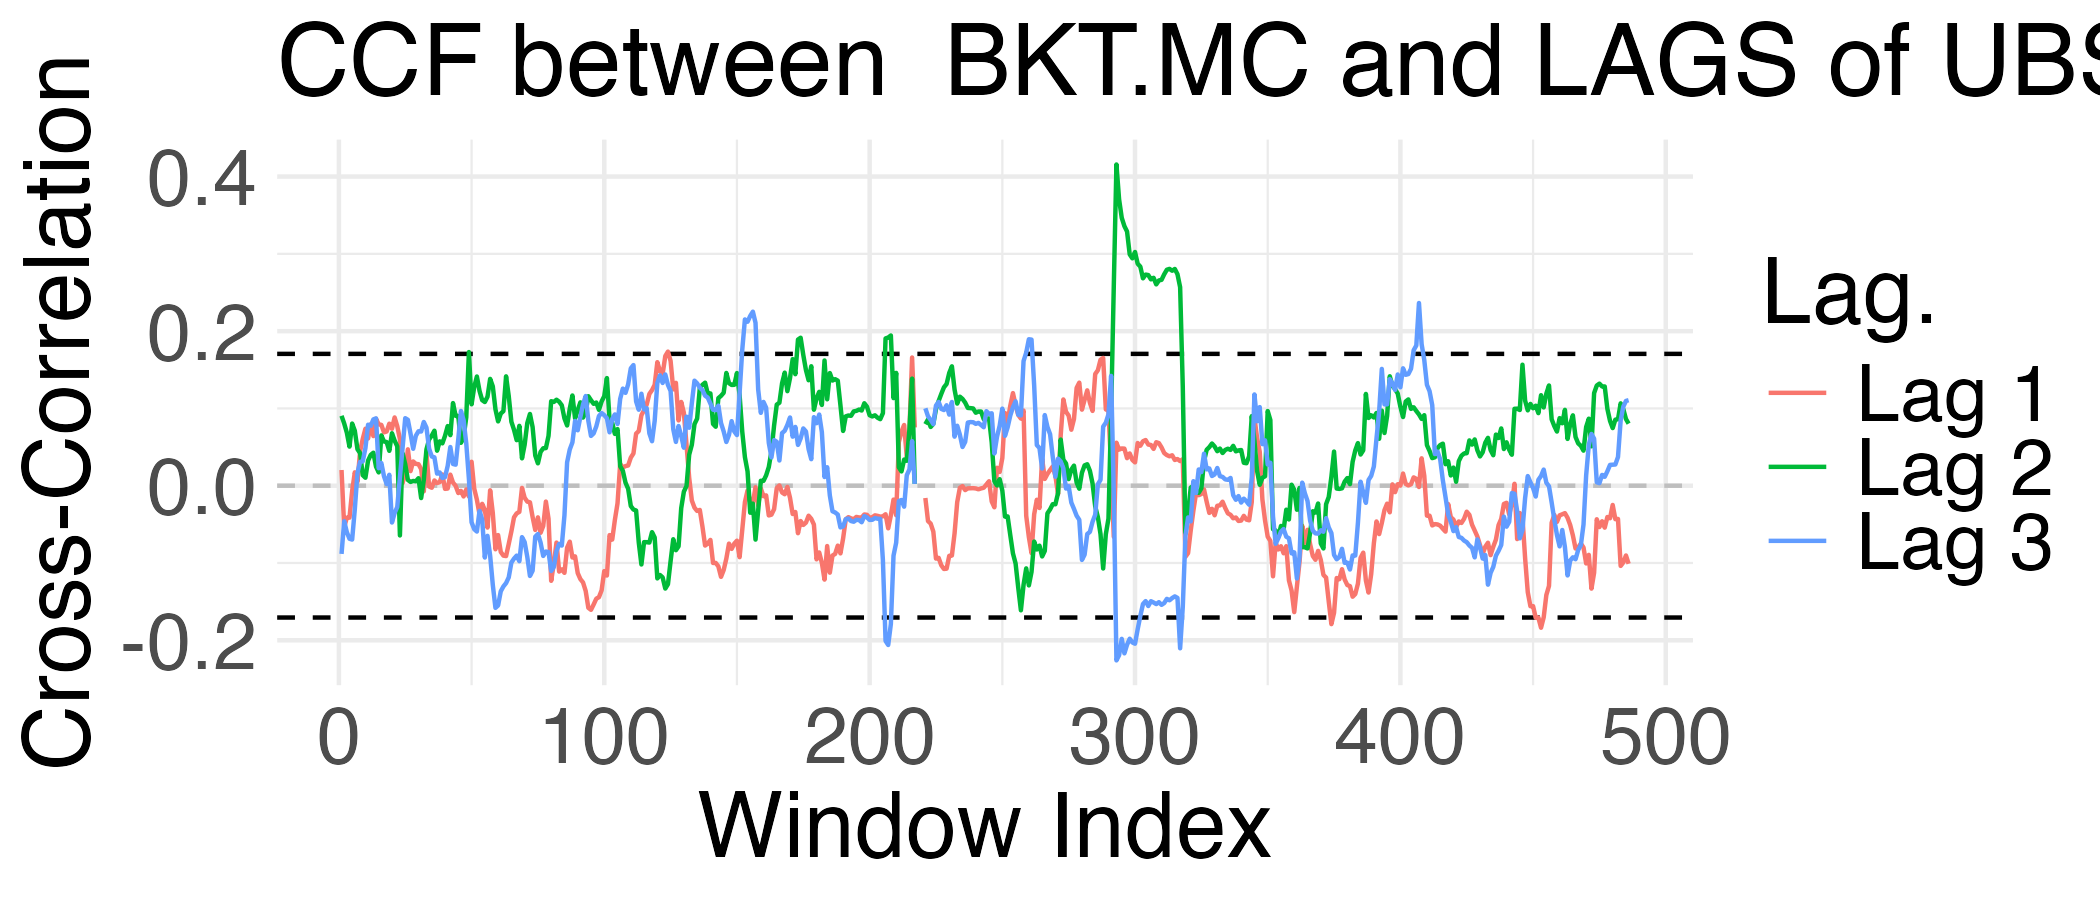 CCF between BKT.MC and LAGS of UBS
Cross-Correlation
0.4
0.2
0.0
-0.2
0 100 200 300 400 500
Window Index
Lag.
Lag 1
Lag 2
Lag 3